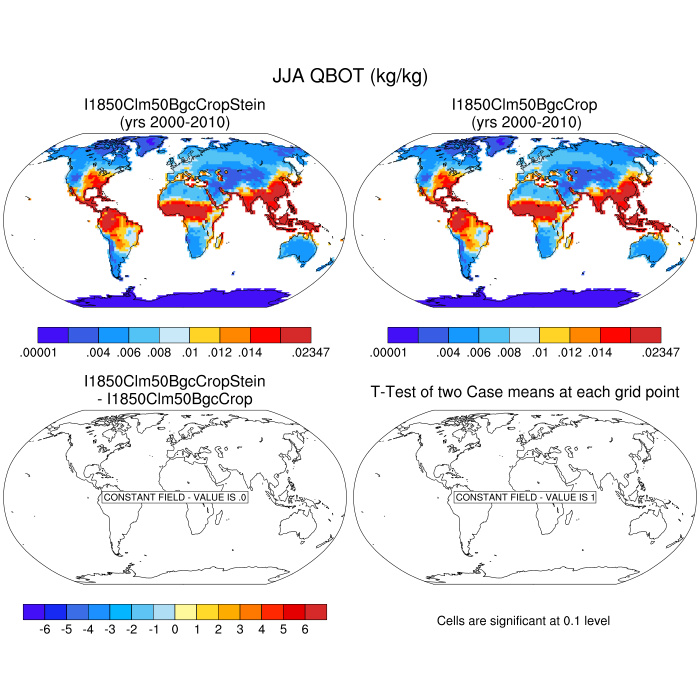 JJA QBOT (kg/kg)
I1850Clm50BgcCropStein
(yrs 2000-2010)
I1850Clm50BgcCrop
(yrs 2000-2010)
.00001 .004 .006 .008 .01 .012 .014 .02347
.00001 .004 .006 .008 .01 .012 .014 .02347
I1850Clm50BgcCropStein
- I1850Clm50BgcCrop
T-Test of two Case means at each grid point
CONSTANT FIELD - VALUE IS .0
CONSTANT FIELD - VALUE IS 1
-6 -5 -4 -3 -2 -1 0 1 2 3 4 5 6
Cells are significant at 0.1 level